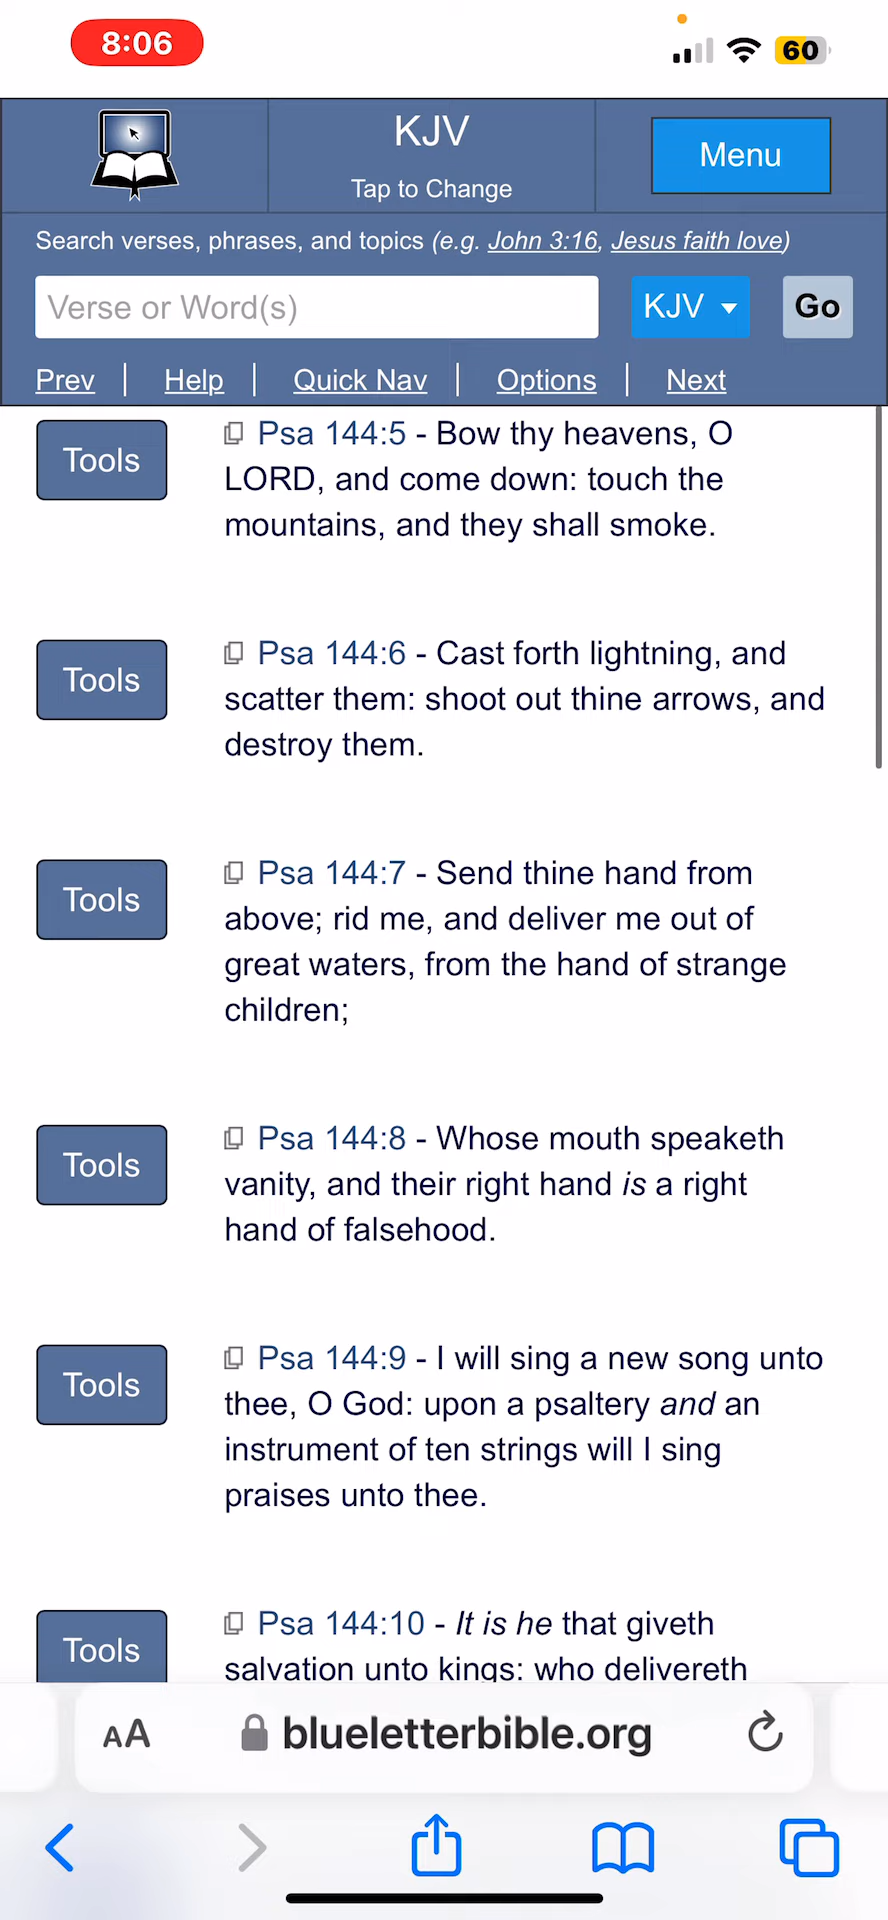 8:06
60
KJV
Tap to Change
Menu
Search verses, phrases, and topics (e.g. John 3:16, Jesus faith love)
Verse or Word(s)
KJV
Go
Prev | Help | Quick Nav | Options | Next
Tools
Psa 144:5 - Bow thy heavens, O
LORD, and come down: touch the
mountains, and they shall smoke.
Tools
Psa 144:6 - Cast forth lightning, and
scatter them: shoot out thine arrows, and
destroy them.
Tools
Psa 144:7 - Send thine hand from
above; rid me, and deliver me out of
great waters, from the hand of strange
children;
Tools
Psa 144:8 - Whose mouth speaketh
vanity, and their right hand is a right
hand of falsehood.
Tools
Psa 144:9 - I will sing a new song unto
thee, O God: upon a psaltery and an
instrument of ten strings will I sing
praises unto thee.
Tools
Psa 144:10 - It is he that giveth
salvation unto kings: who delivereth
AA
blueletterbible.org